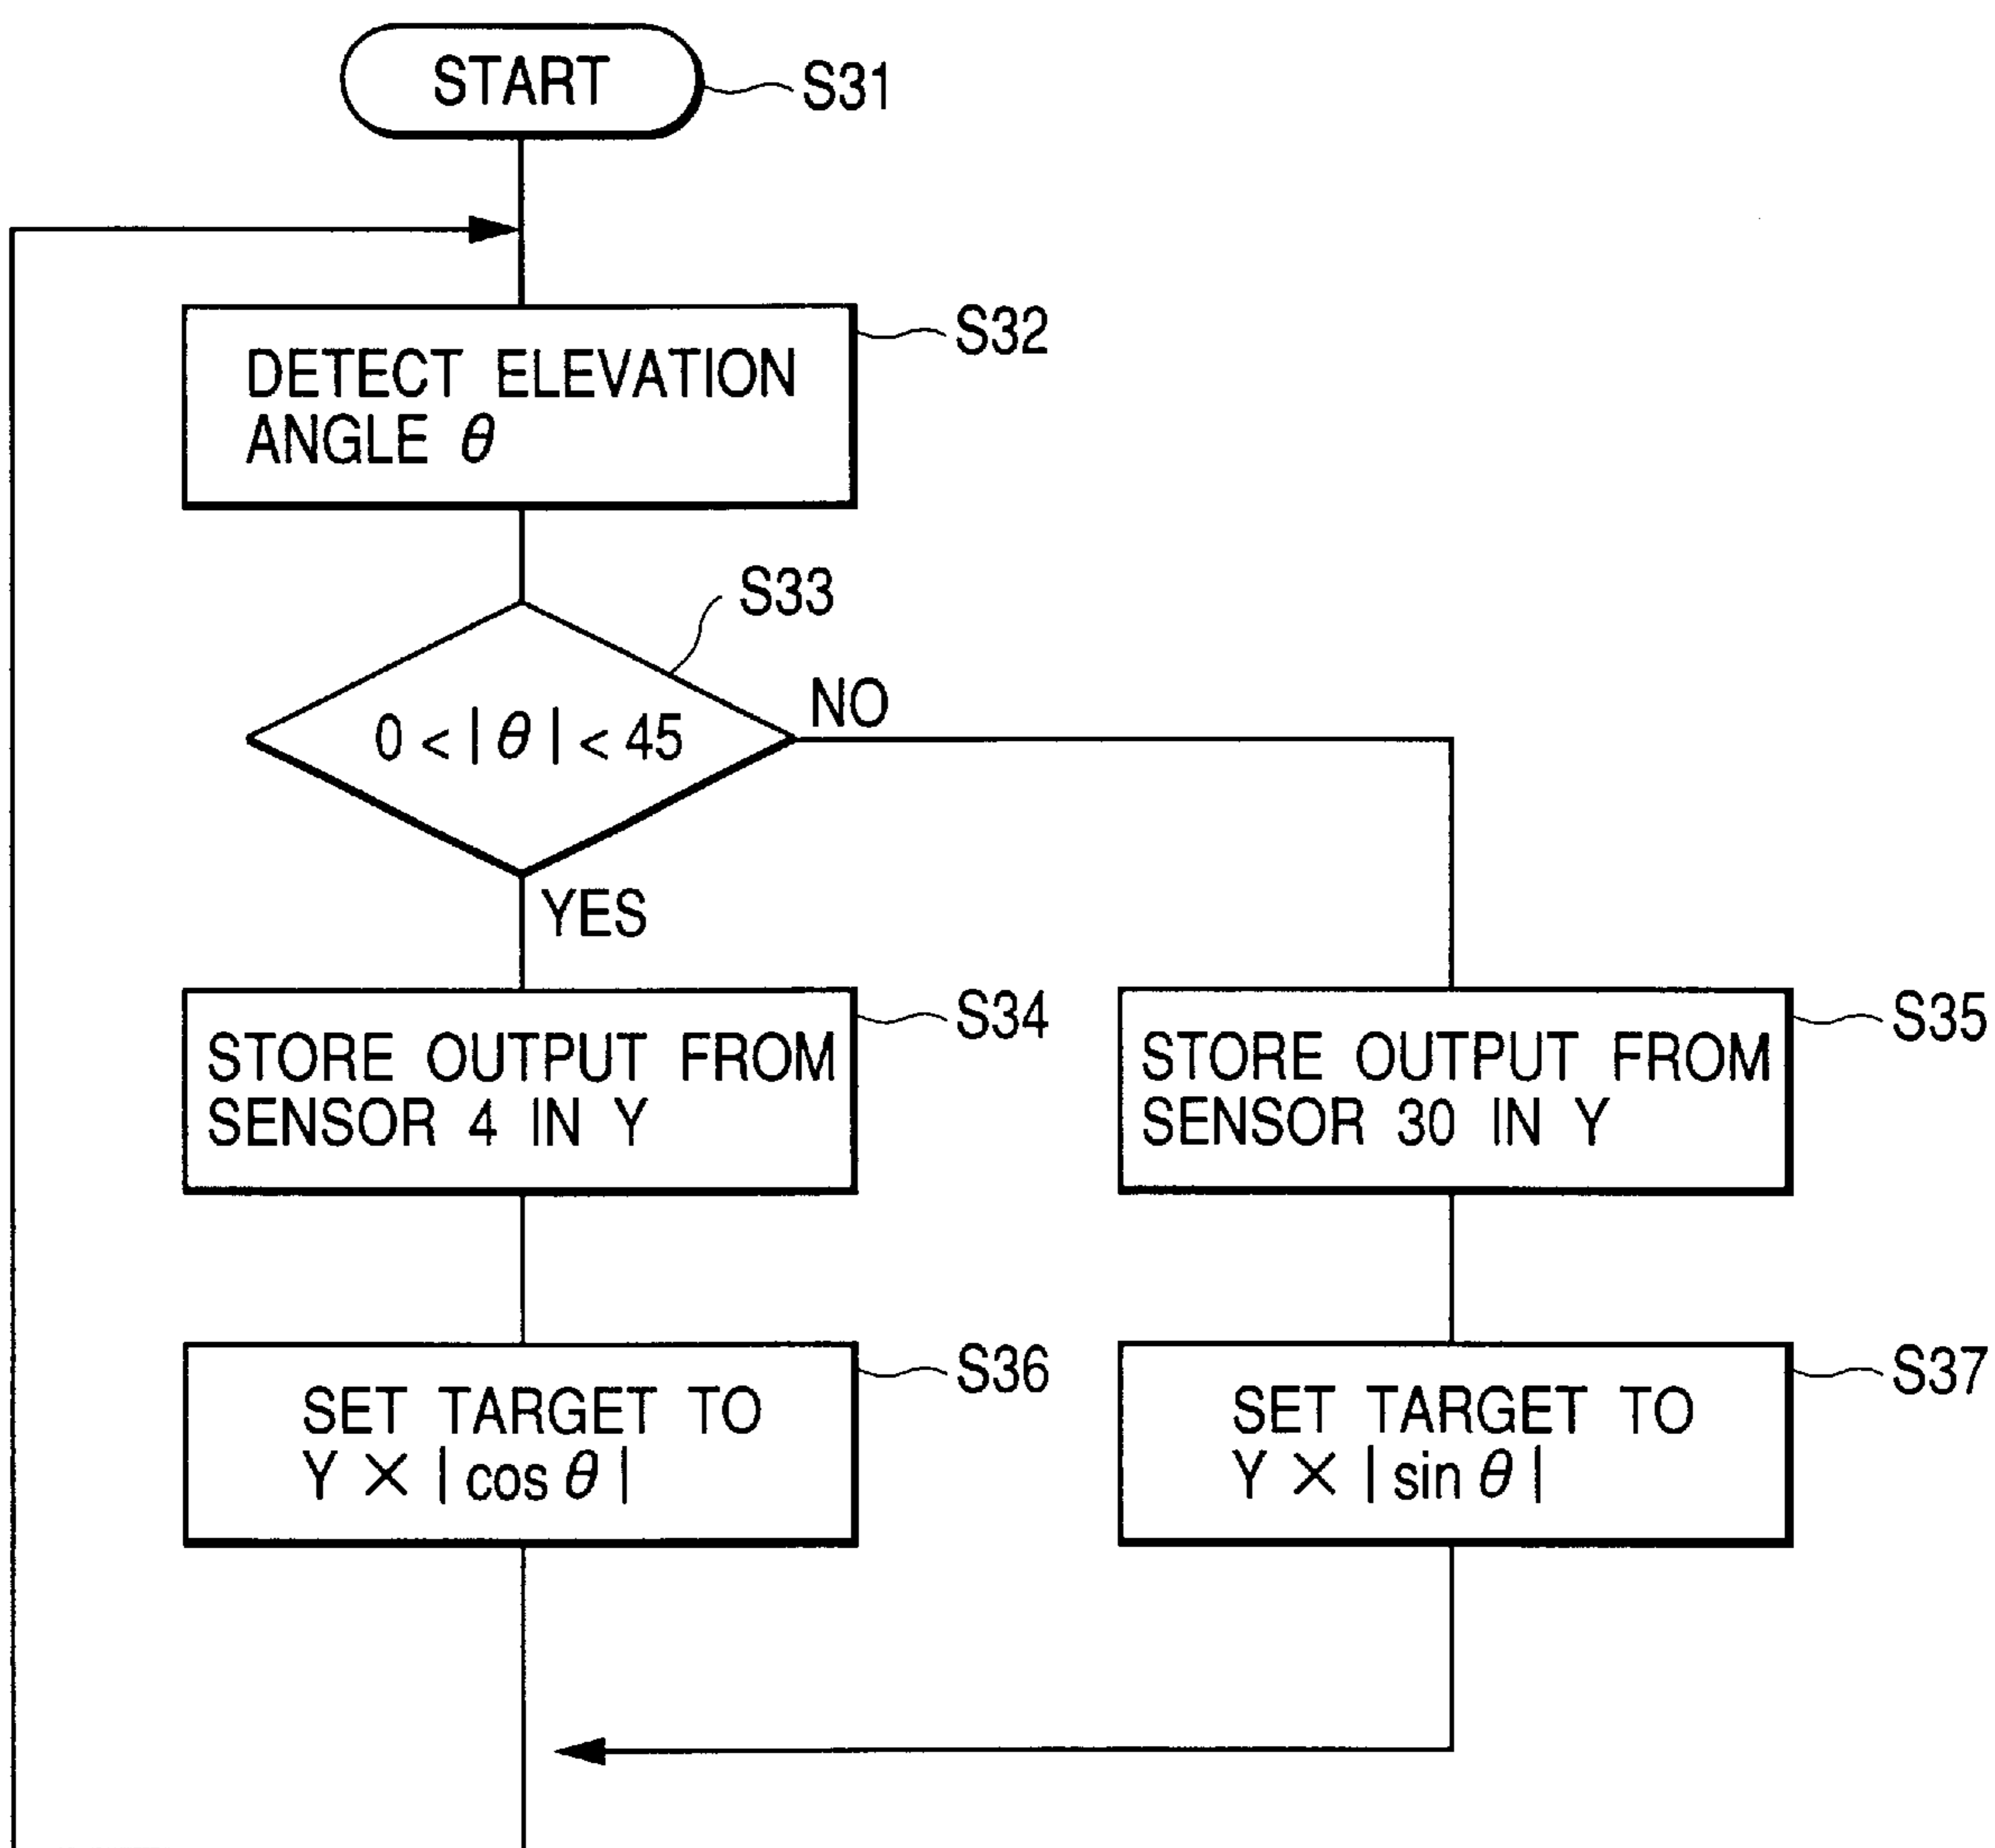 START
S31
DETECT ELEVATION
ANGLE θ
S32
S33
0 < | θ | < 45
NO
YES
STORE OUTPUT FROM
SENSOR 4 IN Y
S34
STORE OUTPUT FROM
SENSOR 30 IN Y
S35
SET TARGET TO
Y × | cos θ |
S36
SET TARGET TO
Y × | sin θ |
S37